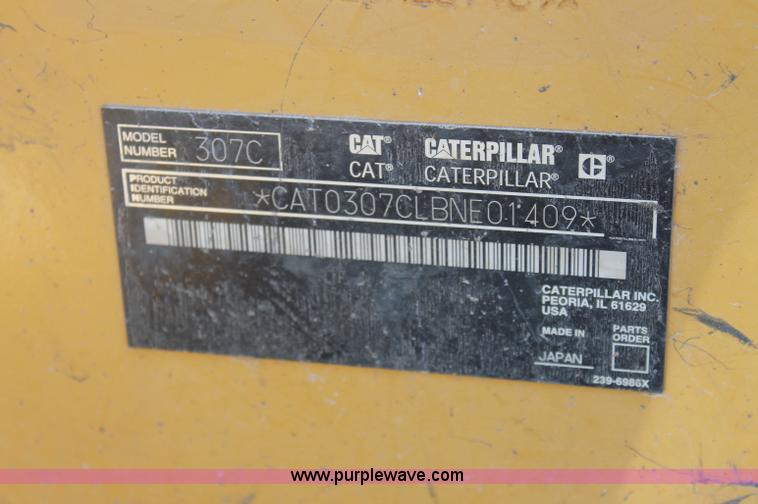 MODEL NUMBER 307C
CAT® CATERPILLAR®
CAT® CATERPILLAR®
PRODUCT IDENTIFICATION NUMBER
*CAT0307CLBNE01409*
CATERPILLAR INC.
PEORIA, IL 61629
USA
MADE IN
JAPAN
PARTS ORDER
239-6986X
www.purplewave.com